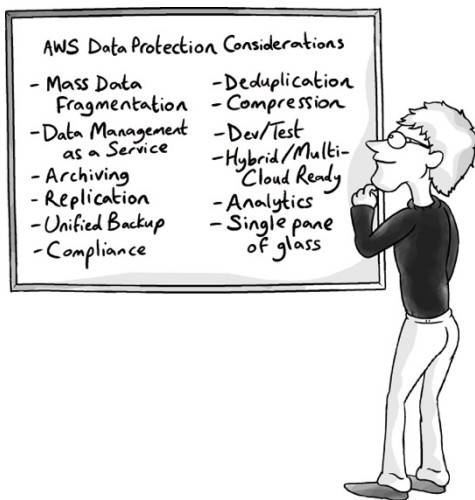 AWS Data Protection Considerations
- Mass Data
Fragmentation
- Data Management
as a Service
- Archiving
- Replication
- Unified Backup
- Compliance
- Deduplication
- Compression
- Dev/Test
- Hybrid/Multi-
Cloud Ready
- Analytics
- Single pane
of glass